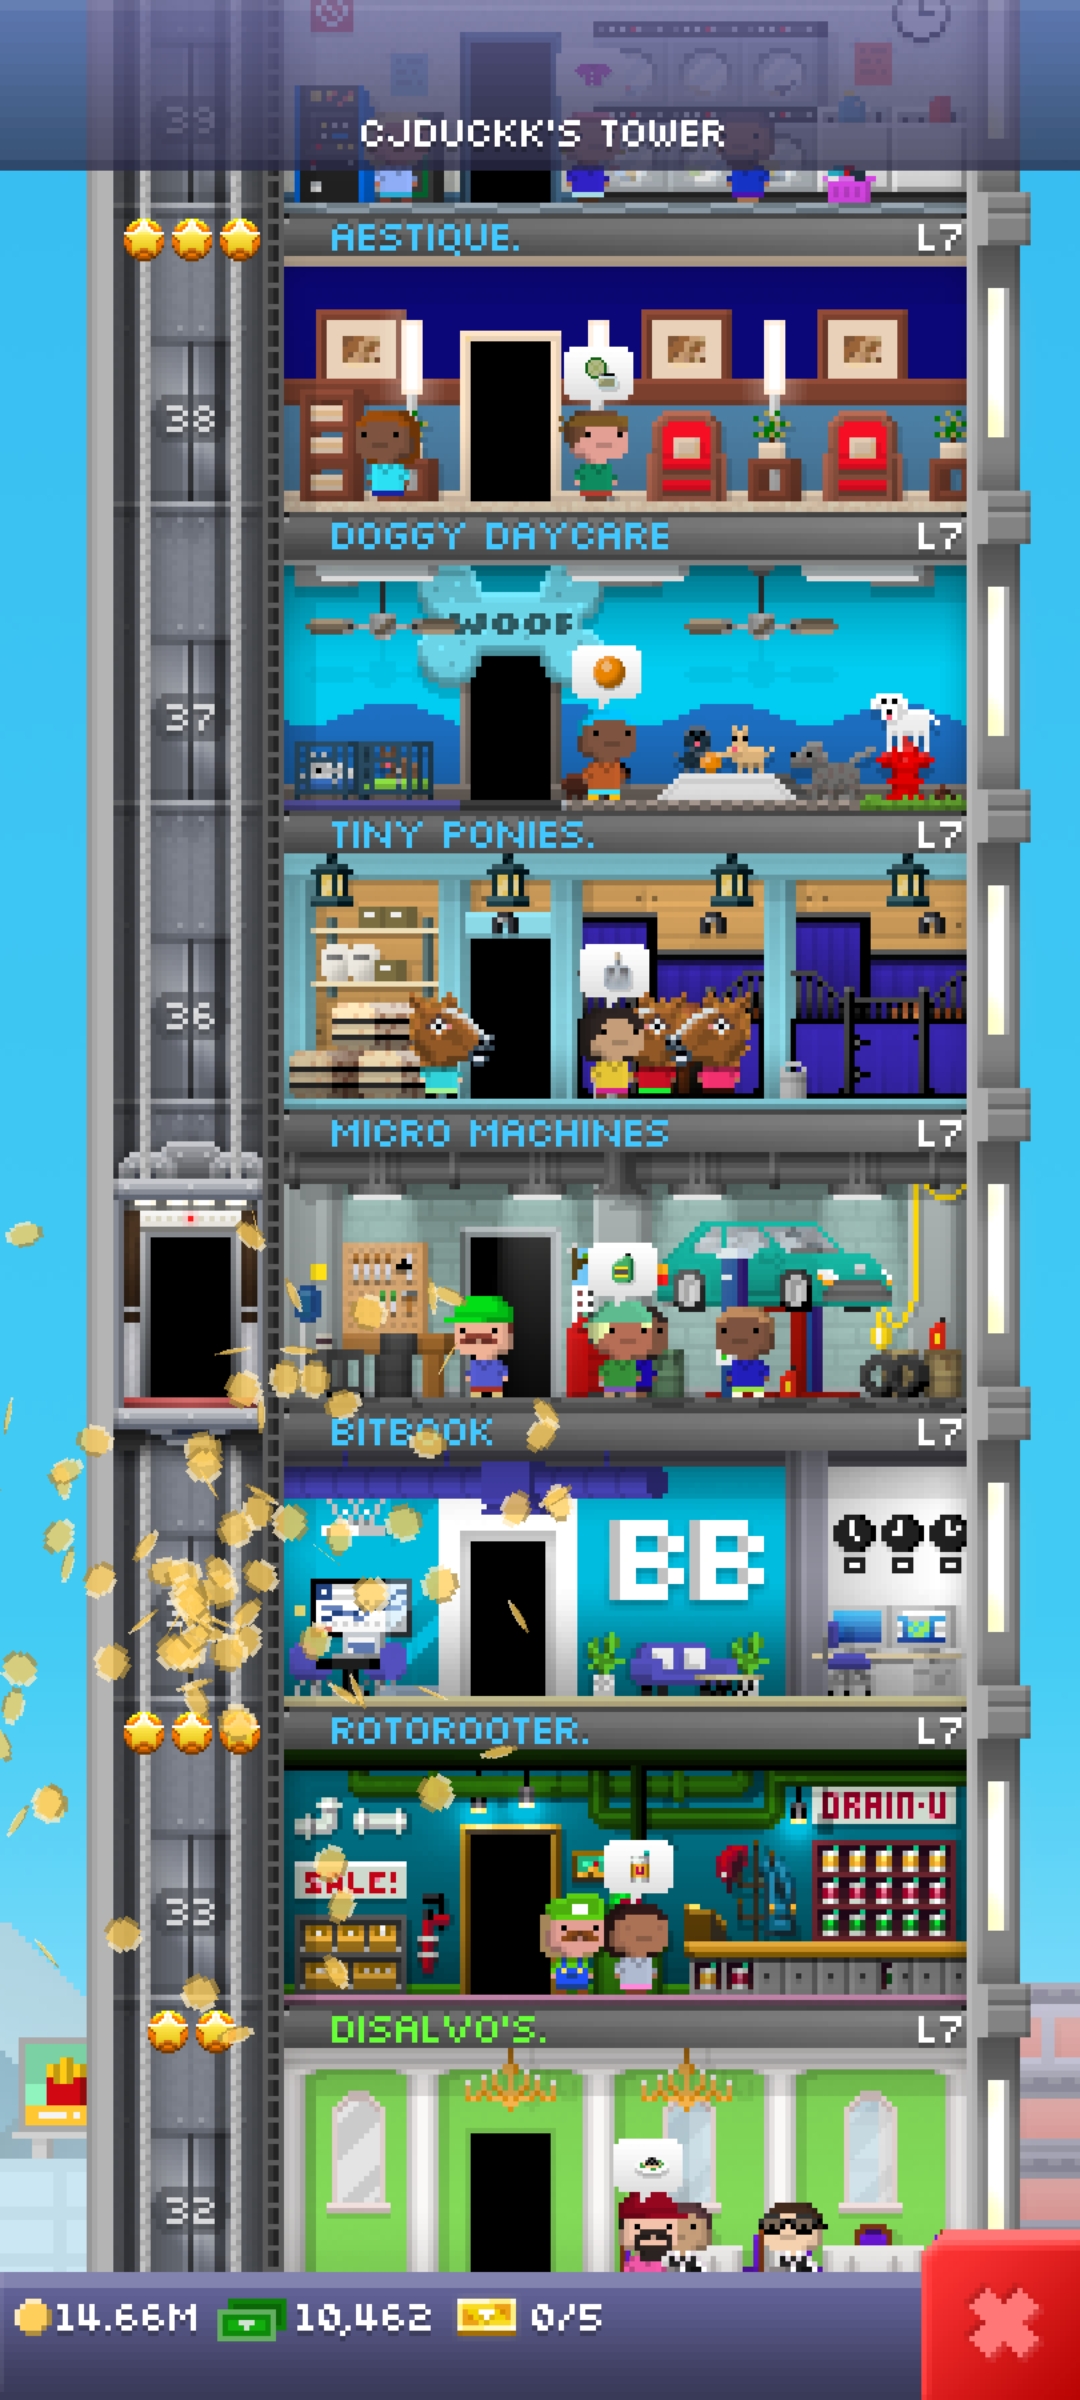 39
CJDUCKK'S TOWER
AESTIQUE. L7
38
DOGGY DAYCARE L7
WOOF
37
TINY PONIES. L7
36
MICRO MACHINES L7
BITBOOK L7
BB
ROTOROOTER. L7
DRAIN-U
SALE!
33
DISALVO'S. L7
32
14.66M 10,462 0/5